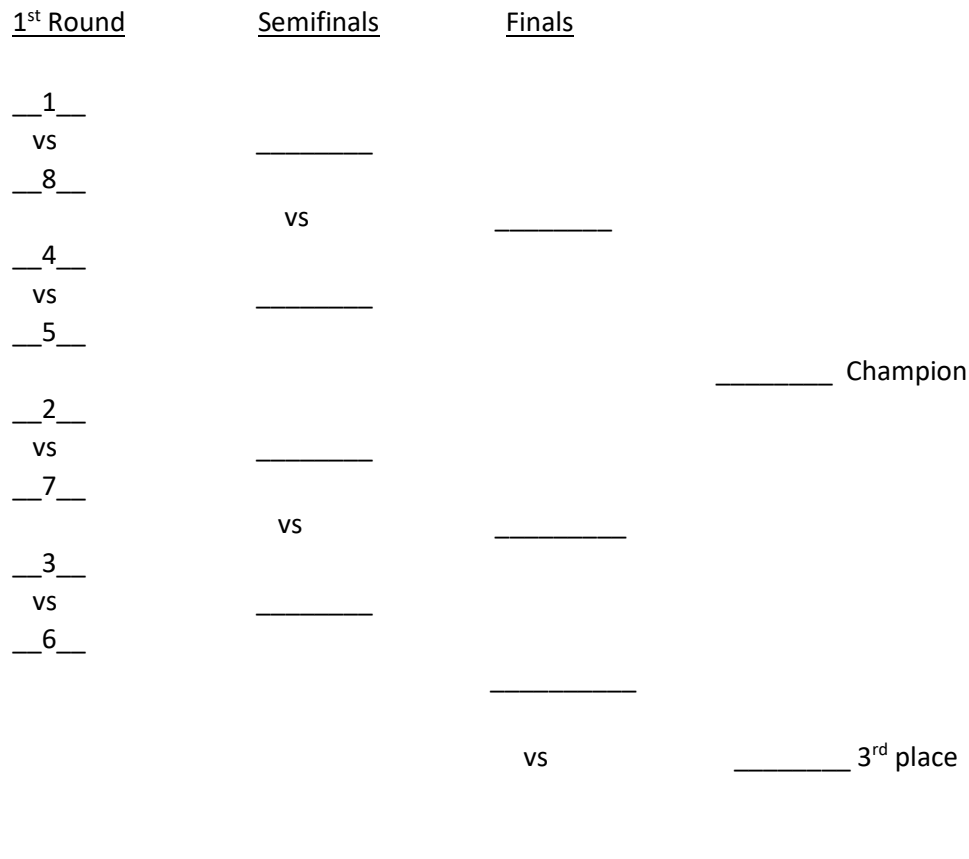 1st Round Semifinals Finals
__1__
vs ________
__8__
vs ________
__4__
vs ________
__5__
________ Champion
__2__
vs ________
__7__
vs _________
__3__
vs ________
__6__
__________
vs ________ 3rd place